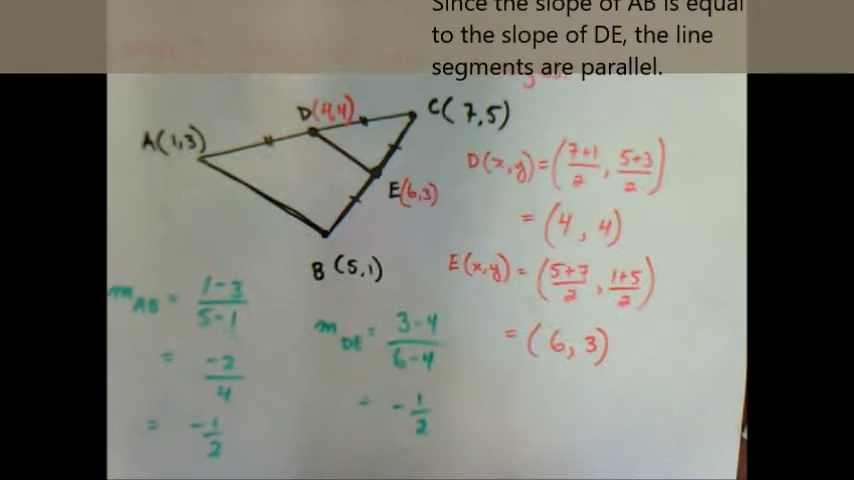 Since the slope of AB is equal
to the slope of DE, the line
segments are parallel.
D(4,4)
C(7,5)
A(1,3)
E(6,3)
B(5,1)
D(x,y)=(7+1/2, 5+3/2)
=(4,4)
E(x,y)=(5+7/2, 1+5/2)
=(6,3)
m AB = 1-3/5-1
= -2/4
= -1/2
m DE = 3-4/6-4
= -1/2